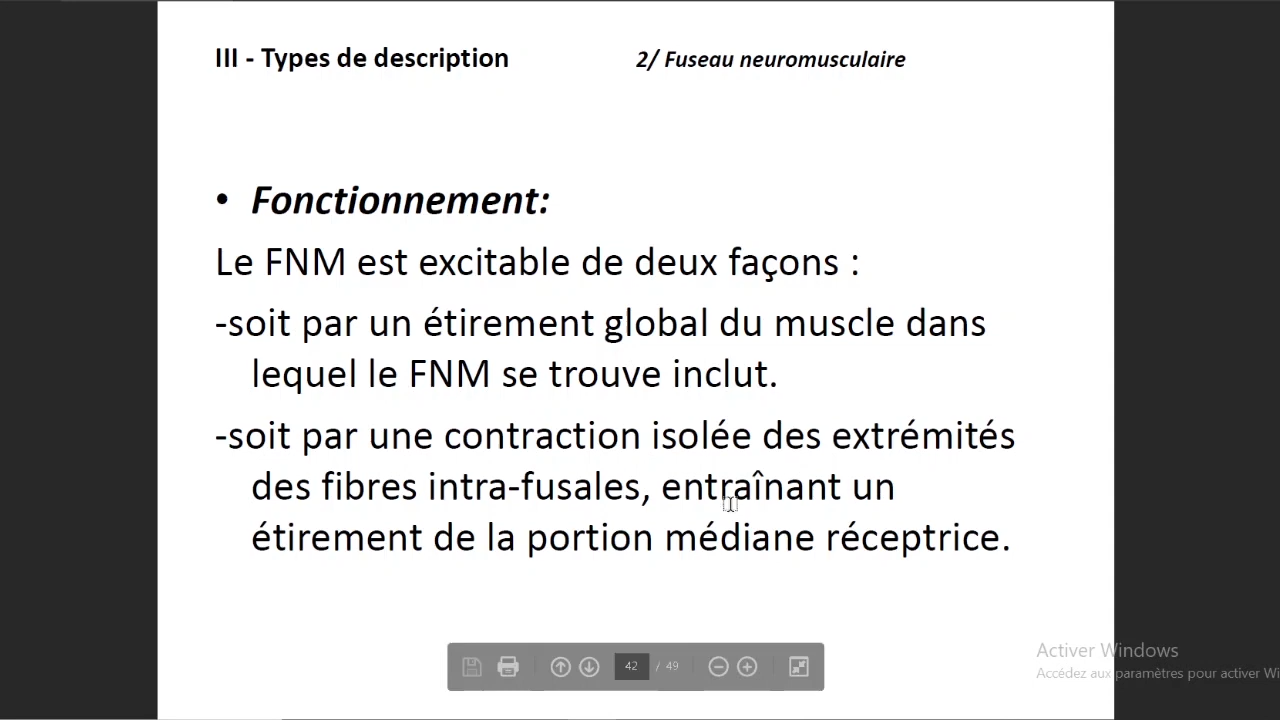 III - Types de description 2/ Fuseau neuromusculaire
• Fonctionnement:
Le FNM est excitable de deux façons :
-soit par un étirement global du muscle dans
lequel le FNM se trouve inclut.
-soit par une contraction isolée des extrémités
des fibres intra-fusales, entraînant un
étirement de la portion médiane réceptrice.
42 / 49
Activer Windows
Accédez aux paramètres pour activer Wi